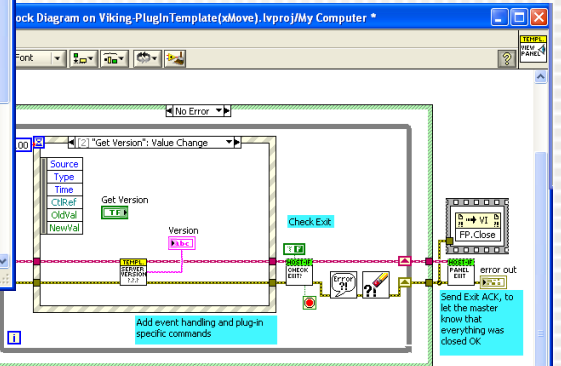 ock Diagram on Viking-PlugInTemplate(xMove).lvproj/My Computer *
Font
?
TEMPL.
VIEW
PANEL
No Error
.00
[2] "Get Version": Value Change
Source
Type
Time
CtlRef
OldVal
NewVal
Get Version
TF
Version
abc
TEMPL.
SERVER
VERSION
?.?.?
Add event handling and plug-in
specific commands
Check Exit
CHECK
EXIT?
Error
?!
?!
VI
FP.Close
PANEL
EXIT
error out
Send Exit ACK, to
let the master
know that
everything was
closed OK
i